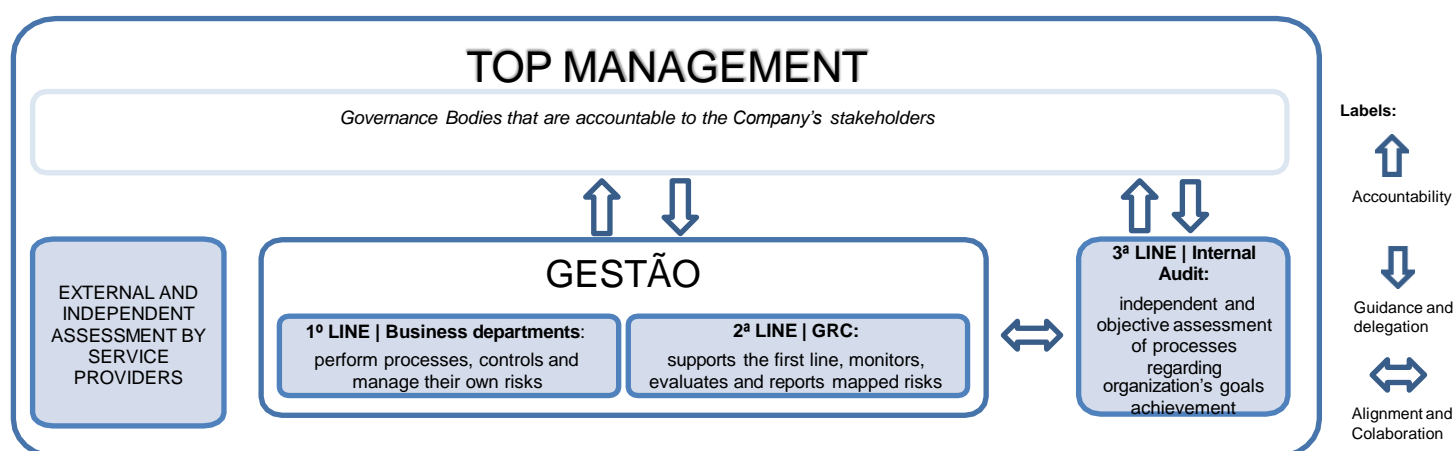 TOP MANAGEMENT
Governance Bodies that are accountable to the Company's stakeholders
EXTERNAL AND
INDEPENDENT
ASSESSMENT BY
SERVICE
PROVIDERS
GESTÃO
1º LINE | Business departments:
perform processes, controls and
manage their own risks
2ª LINE | GRC:
supports the first line, monitors,
evaluates and reports mapped risks
3ª LINE | Internal
Audit:
independent and
objective assessment
of processes
regarding
organization's goals
achievement
Labels:
Accountability
Guidance and
delegation
Alignment and
Colaboration